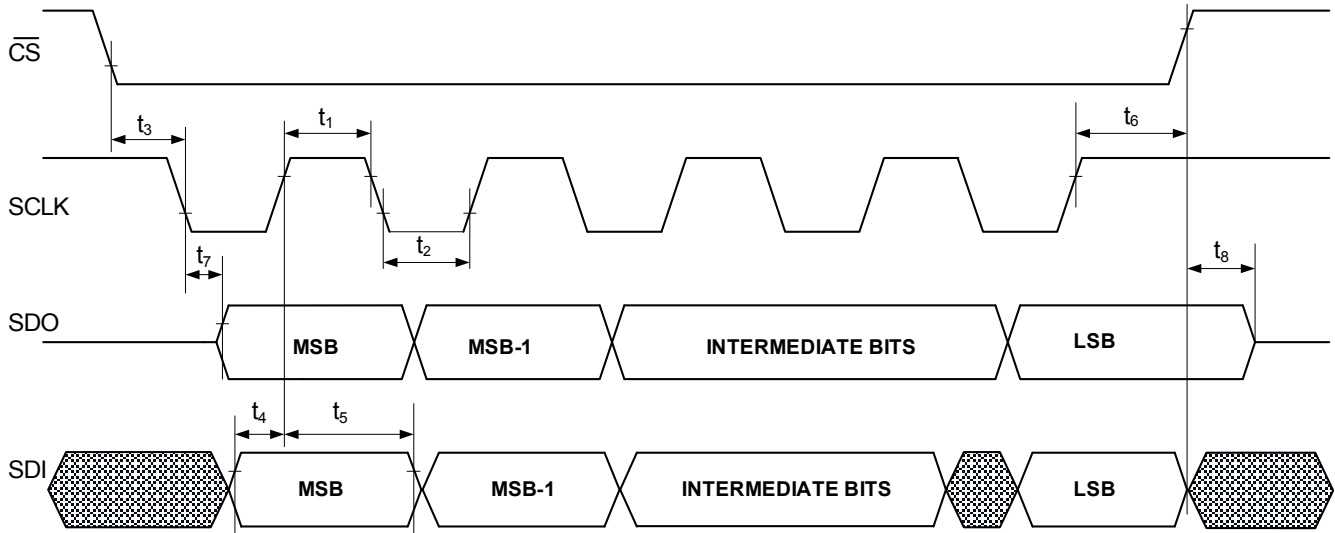 C̅S̅
t₃ t₁ t₆
SCLK
t₂
t₇ t₈
SDO MSB MSB-1 INTERMEDIATE BITS LSB
t₄ t₅
SDI MSB MSB-1 INTERMEDIATE BITS LSB